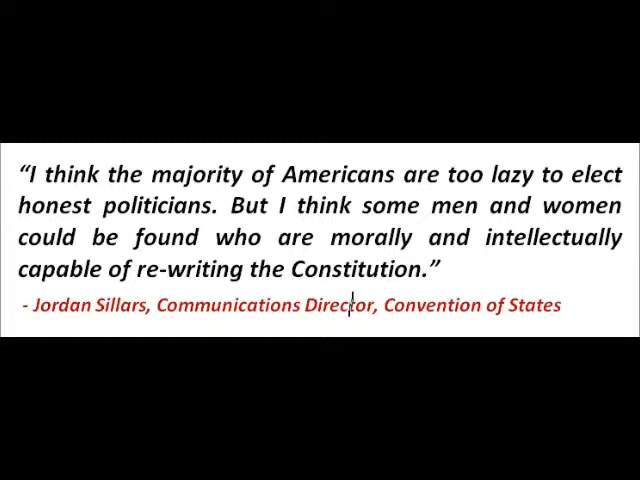 “I think the majority of Americans are too lazy to elect
honest politicians. But I think some men and women
could be found who are morally and intellectually
capable of re-writing the Constitution.”
- Jordan Sillars, Communications Director, Convention of States